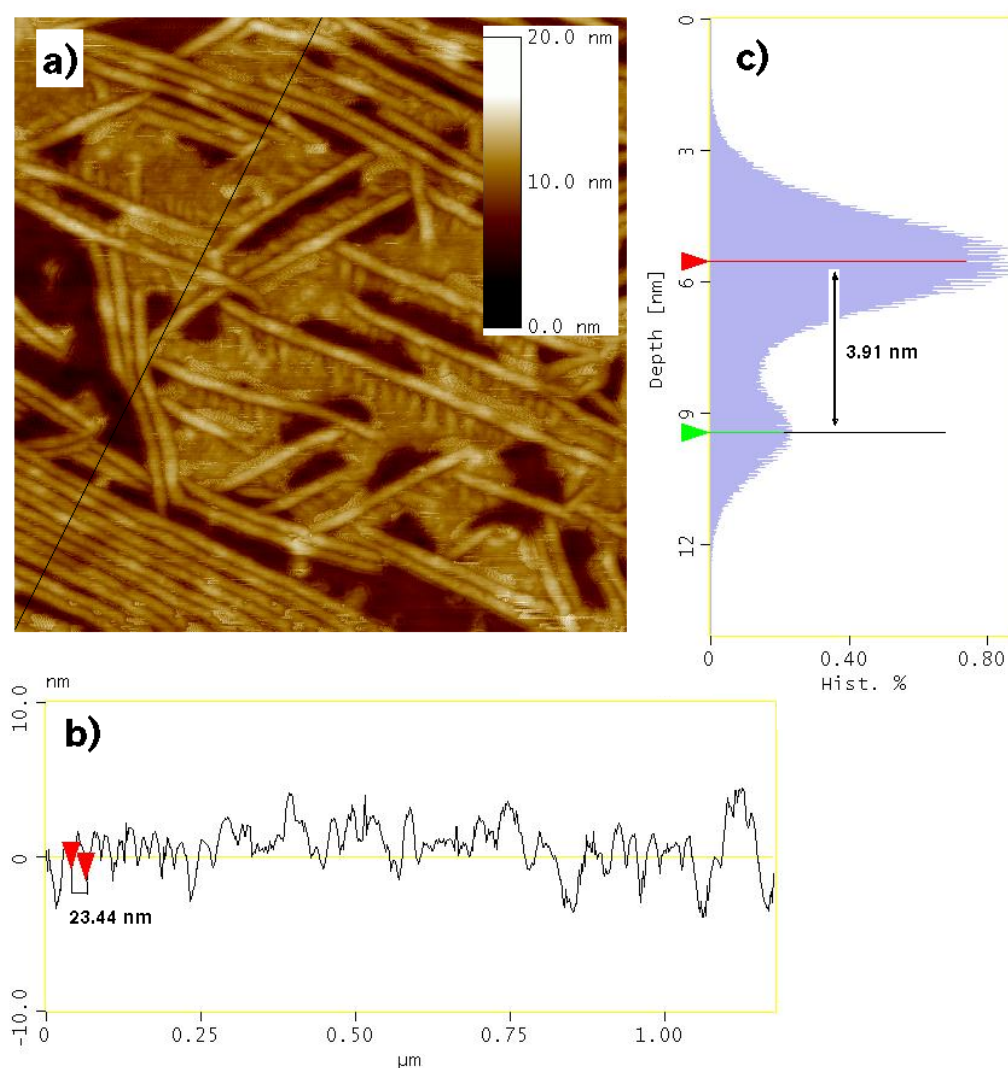 a)
20.0 nm
10.0 nm
0.0 nm
c)
0
3
6
9
12
Depth [nm]
3.91 nm
0 0.40 0.80
Hist. %
nm
b)
10.0
0
-10.0
23.44 nm
0 0.25 0.50 0.75 1.00
µm